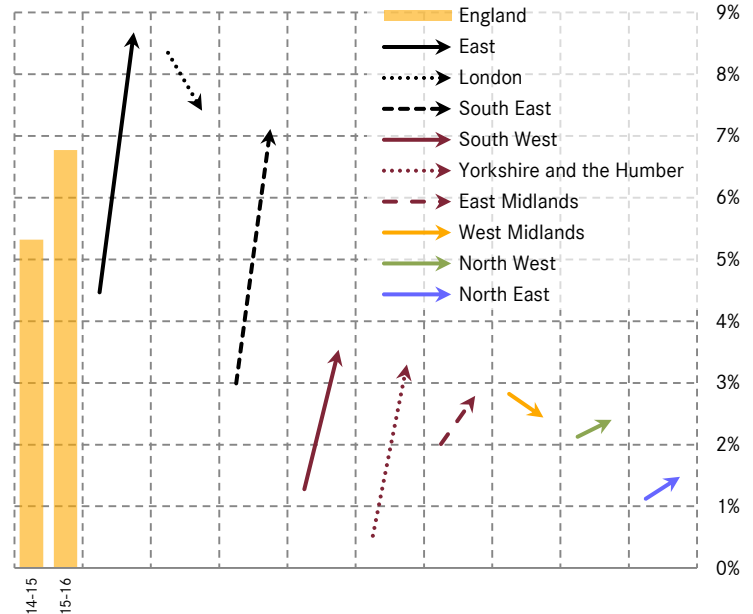 England
East
London
South East
South West
Yorkshire and the Humber
East Midlands
West Midlands
North West
North East
9%
8%
7%
6%
5%
4%
3%
2%
1%
0%
14-15
15-16